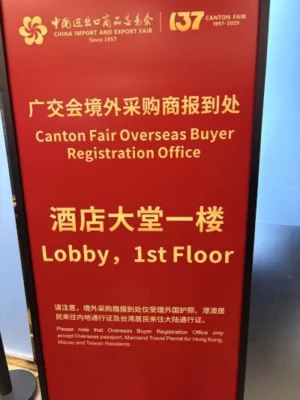 中国进出口商品交易会
CHINA IMPORT AND EXPORT FAIR
Since 1957
137
CANTON FAIR
1957-2025
广交会境外采购商报到处
Canton Fair Overseas Buyer
Registration Office
酒店大堂一楼
Lobby, 1st Floor
请注意，境外采购商报到处仅受理外国护照、港澳居
民来往内地通行证及台湾居民来往大陆通行证。
Please note that Overseas Buyer Registration Office only
accept Overseas passport, Mainland Travel Permit for Hong Kong,
Macao and Taiwan Residents.